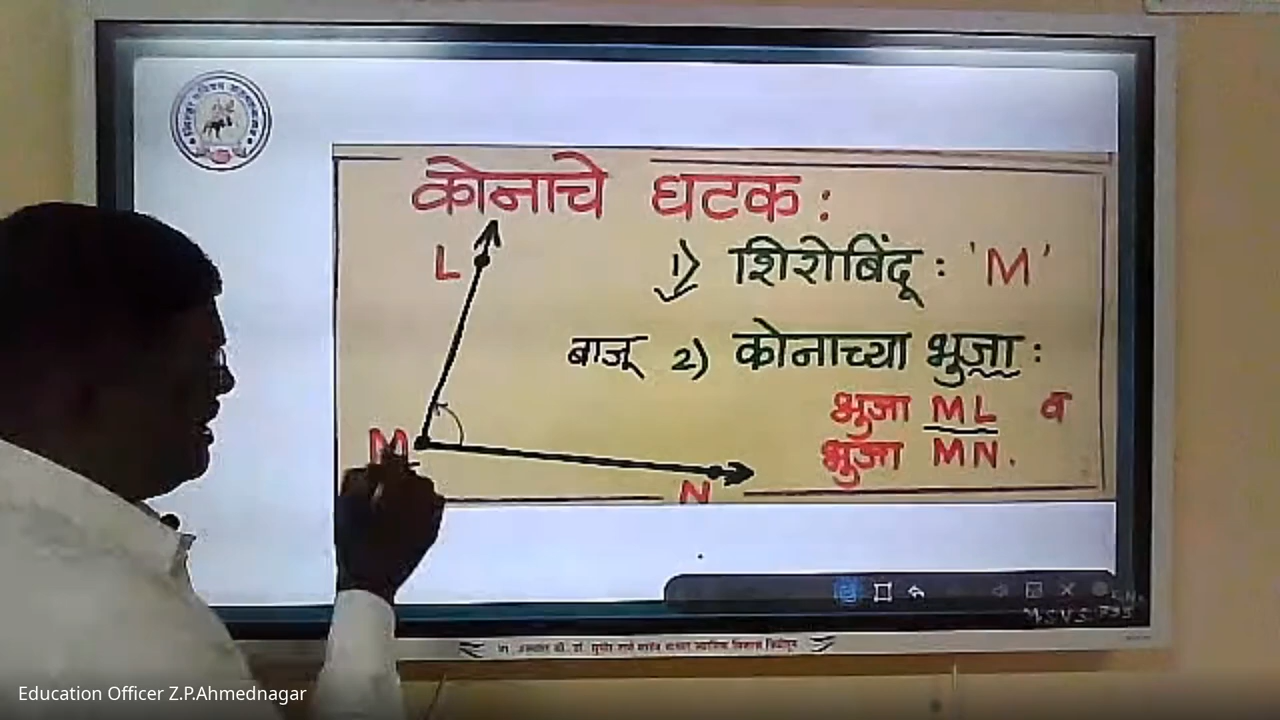 कोनाचे घटक :
L
1) शिरोबिंदू : 'M'
बाजू 2) कोनाच्या भुजा :
भुजा ML व
M
भुजा MN.
N
Education Officer Z.P.Ahmednagar